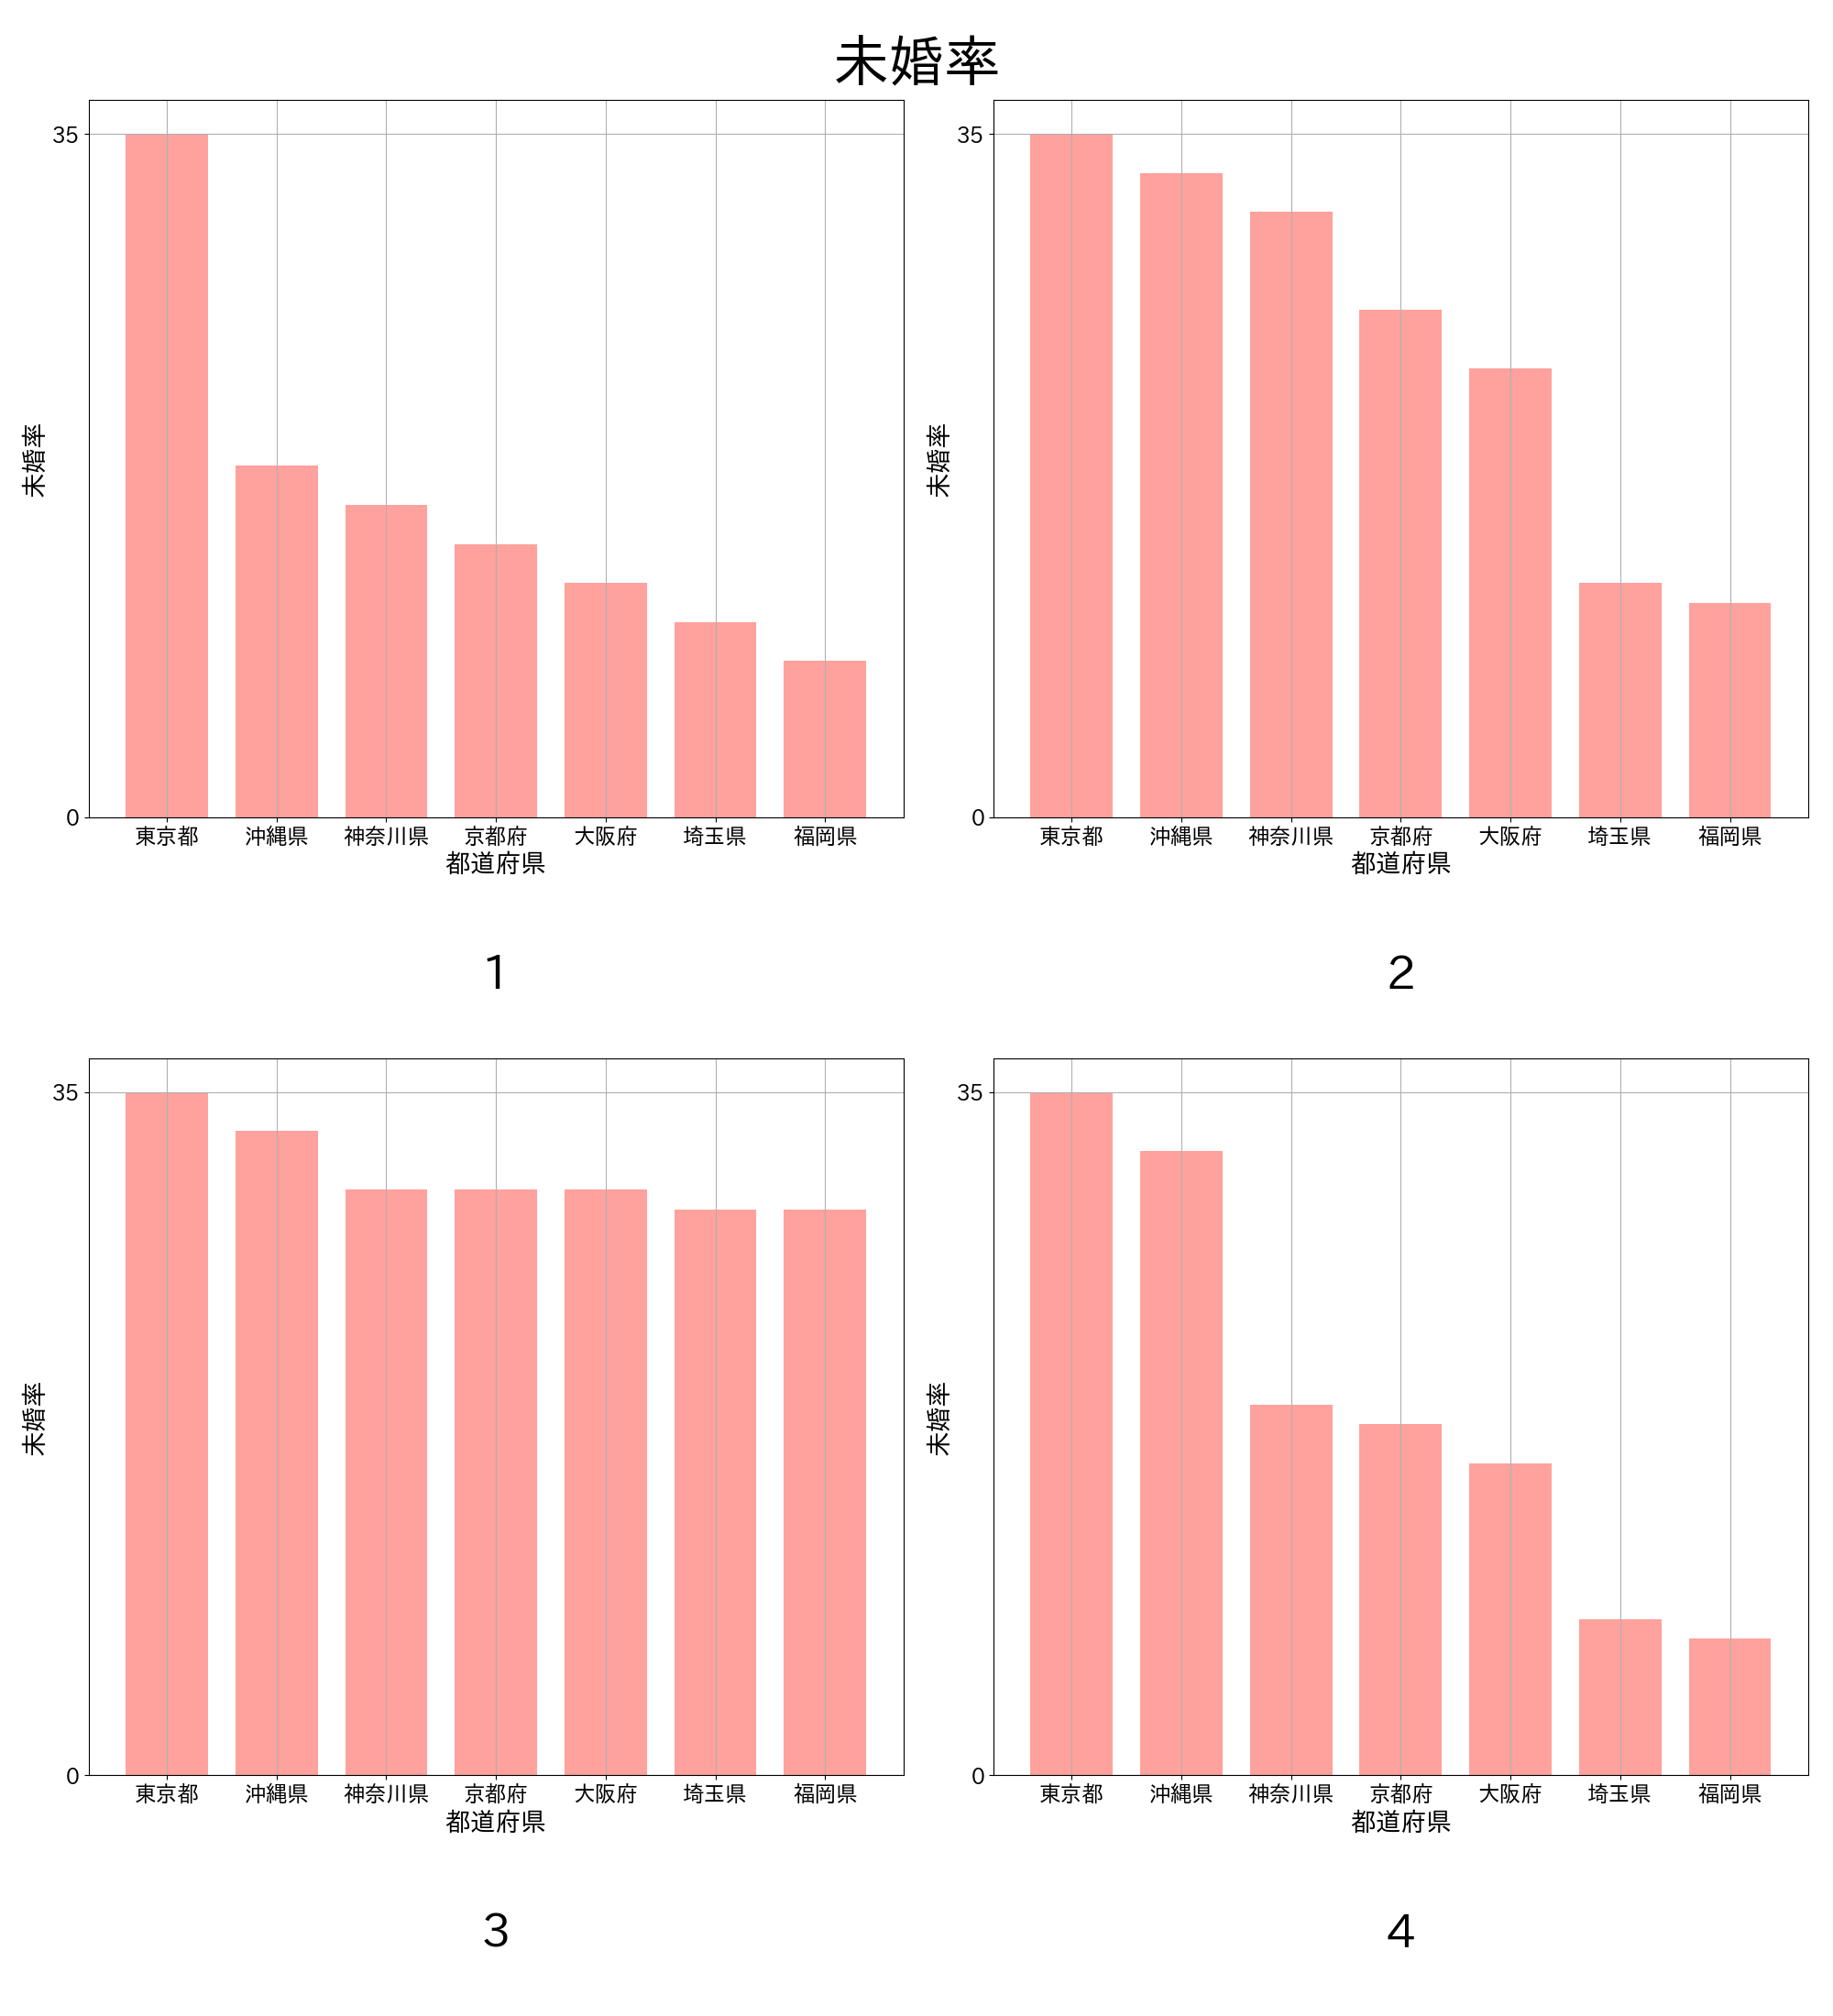 未婚率
35
0
未婚率
東京都 沖縄県 神奈川県 京都府 大阪府 埼玉県 福岡県
都道府県
1
35
0
未婚率
東京都 沖縄県 神奈川県 京都府 大阪府 埼玉県 福岡県
都道府県
2
35
0
未婚率
東京都 沖縄県 神奈川県 京都府 大阪府 埼玉県 福岡県
都道府県
3
35
0
未婚率
東京都 沖縄県 神奈川県 京都府 大阪府 埼玉県 福岡県
都道府県
4